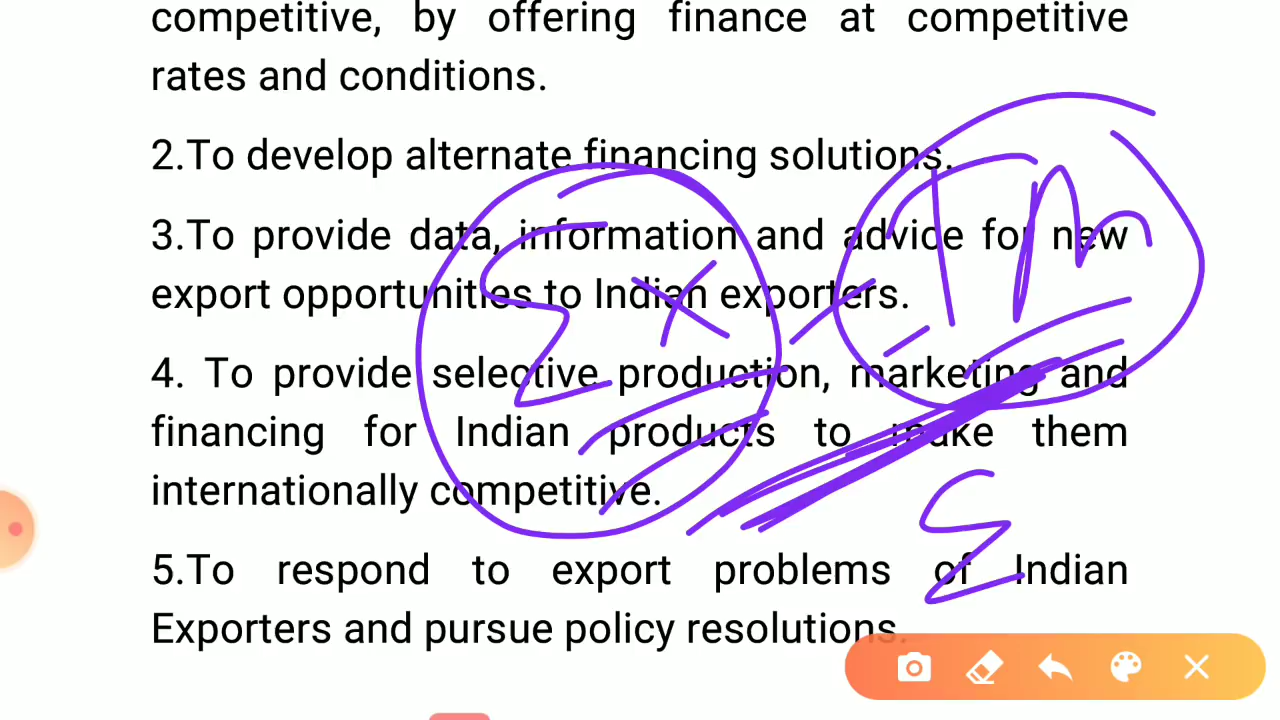 competitive, by offering finance at competitive
rates and conditions.
2.To develop alternate financing solutions.
3.To provide data, information and advice for new
export opportunities to Indian exporters.
4. To provide selective production, marketing and
financing for Indian products to make them
internationally competitive.
5.To respond to export problems of Indian
Exporters and pursue policy resolutions.
Ex - Im
E